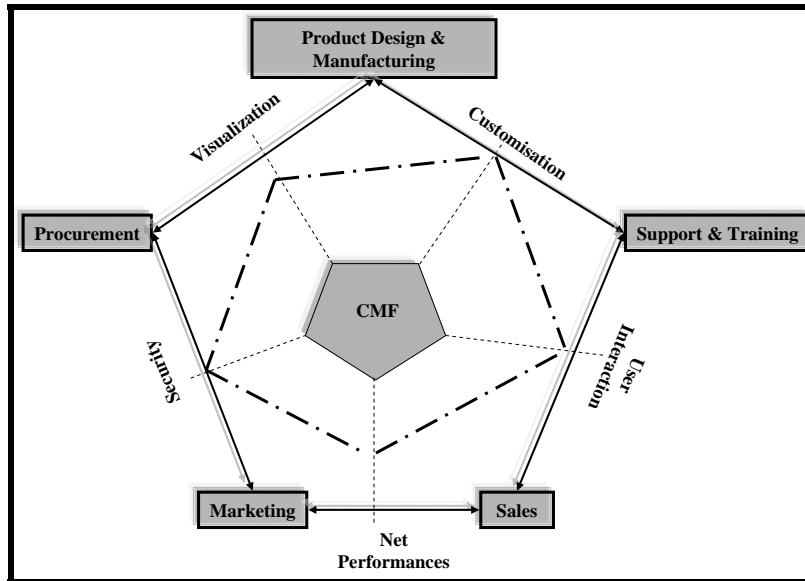 Product Design &
Manufacturing
Visualization
Customisation
Procurement
Support & Training
CMF
Security
User
Interaction
Marketing
Sales
Net
Performances